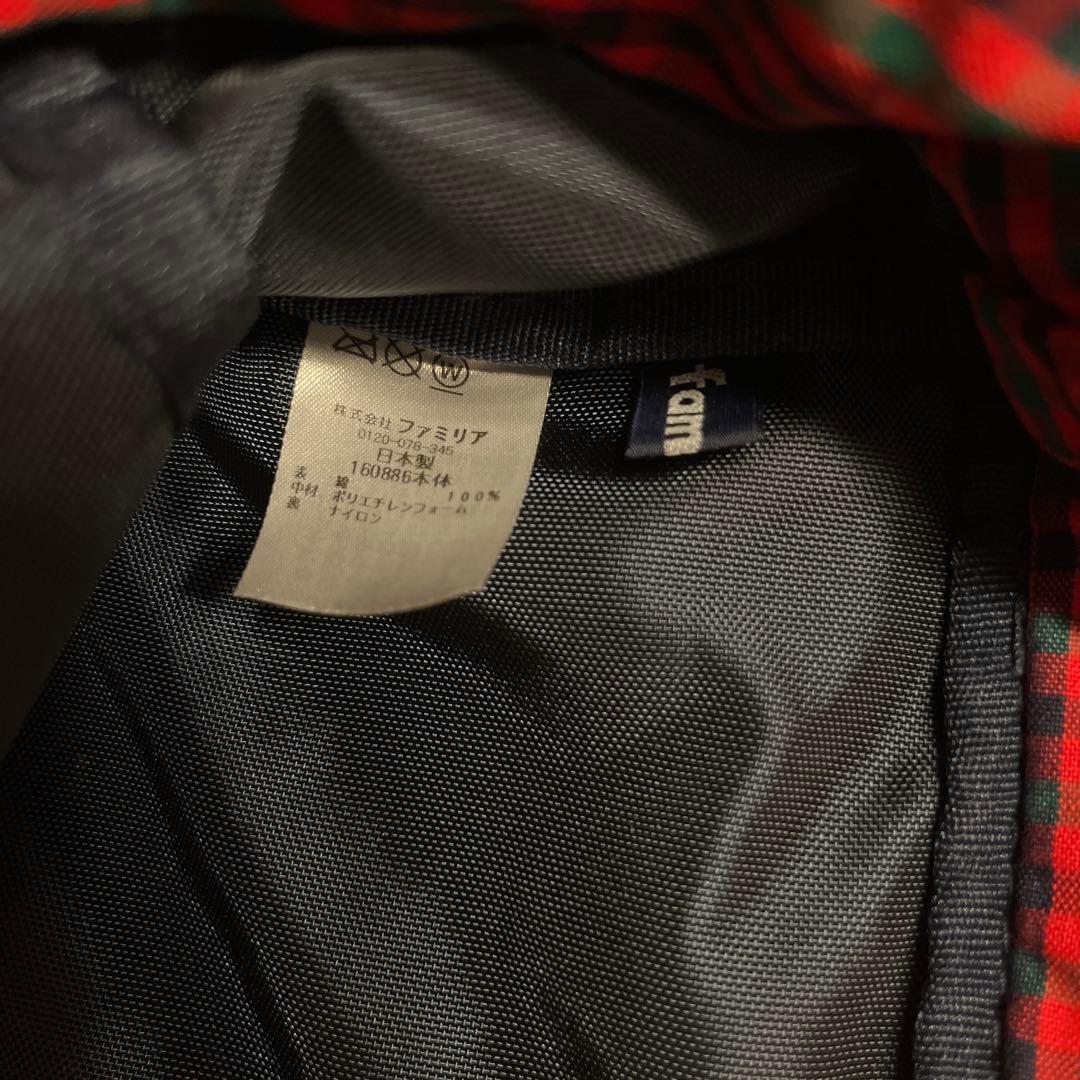 W
株式会社 ファミリア
0120-078-345
日本製
160886本体
表 綿 100%
中材 ポリエチレンフォーム
裏 ナイロン
fam